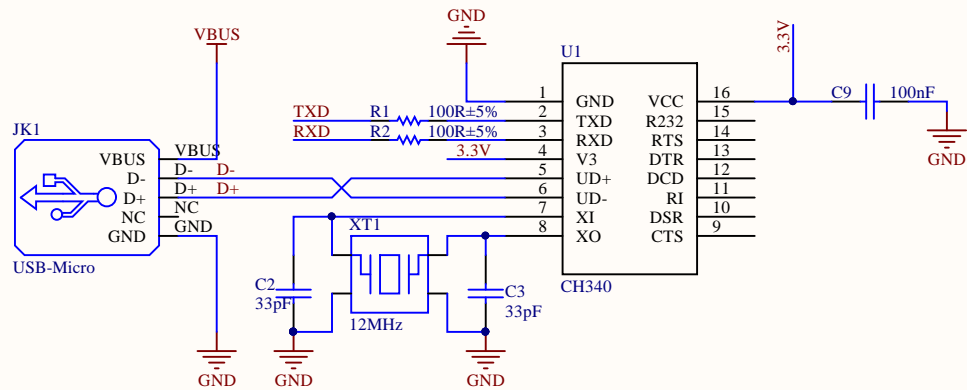 GND
VBUS
3.3V
U1
1 GND VCC 16
C9 100nF
TXD R1 100R±5% 2 TXD R232 15
RXD R2 100R±5% 3 RXD RTS 14
3.3V 4 V3 DTR 13
5 UD+ DCD 12
6 UD- RI 11
7 XI DSR 10
8 XO CTS 9
CH340
GND
JK1
VBUS VBUS
D- D- D-
D+ D+ D+
NC NC
GND GND
USB-Micro
XT1
C2
33pF
12MHz
C3
33pF
GND
GND
GND